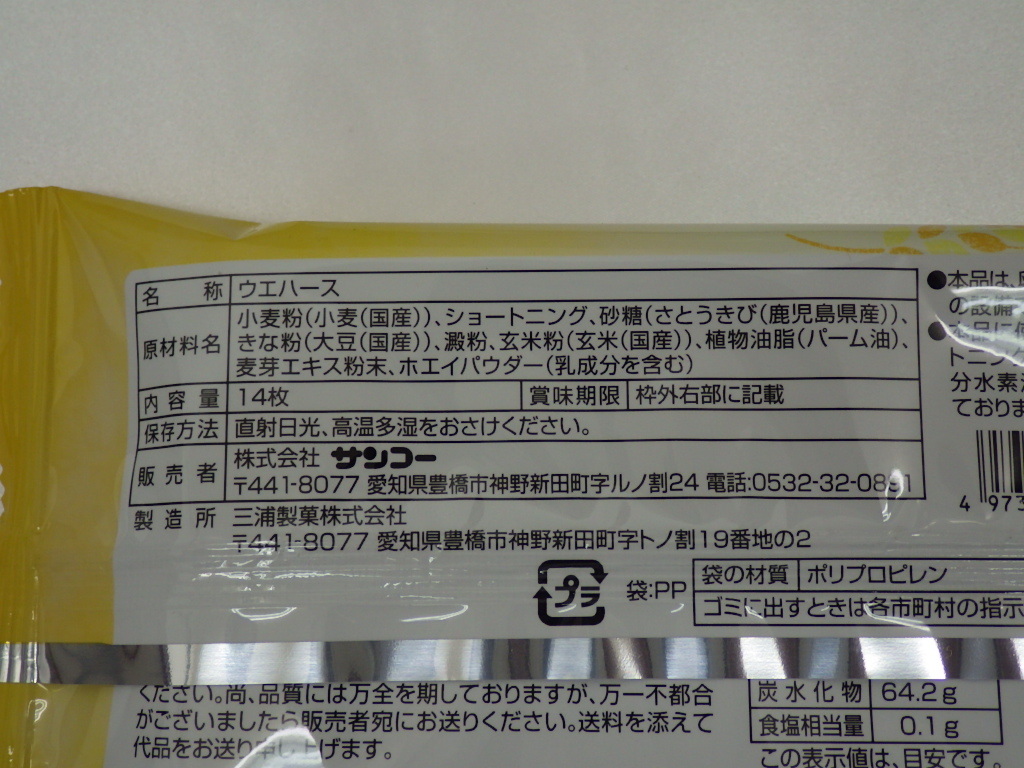 名称 ウエハース
原材料名 小麦粉(小麦(国産))、ショートニング、砂糖(さとうきび(鹿児島県産))、
きな粉(大豆(国産))、澱粉、玄米粉(玄米(国産))、植物油脂(パーム油)、
麦芽エキス粉末、ホエイパウダー(乳成分を含む)
内容量 14枚 賞味期限 枠外右部に記載
保存方法 直射日光、高温多湿をおさけください。
販売者 株式会社 サンコー
〒441-8077 愛知県豊橋市神野新田町字ルノ割24 電話:0532-32-0891
製造所 三浦製菓株式会社
〒441-8077 愛知県豊橋市神野新田町字トノ割19番地の2
●本品は、
の設備
●本品に使
トニング
分水素
ておりま
4 973
プラ 袋:PP
袋の材質 ポリプロピレン
ゴミに出すときは各市町村の指示
ください。尚、品質には万全を期しておりますが、万一不都合
がございましたら販売者宛にお送りください。送料を添えて
代品をお送り申し上げます。
炭水化物 64.2g
食塩相当量 0.1g
この表示値は、目安です。